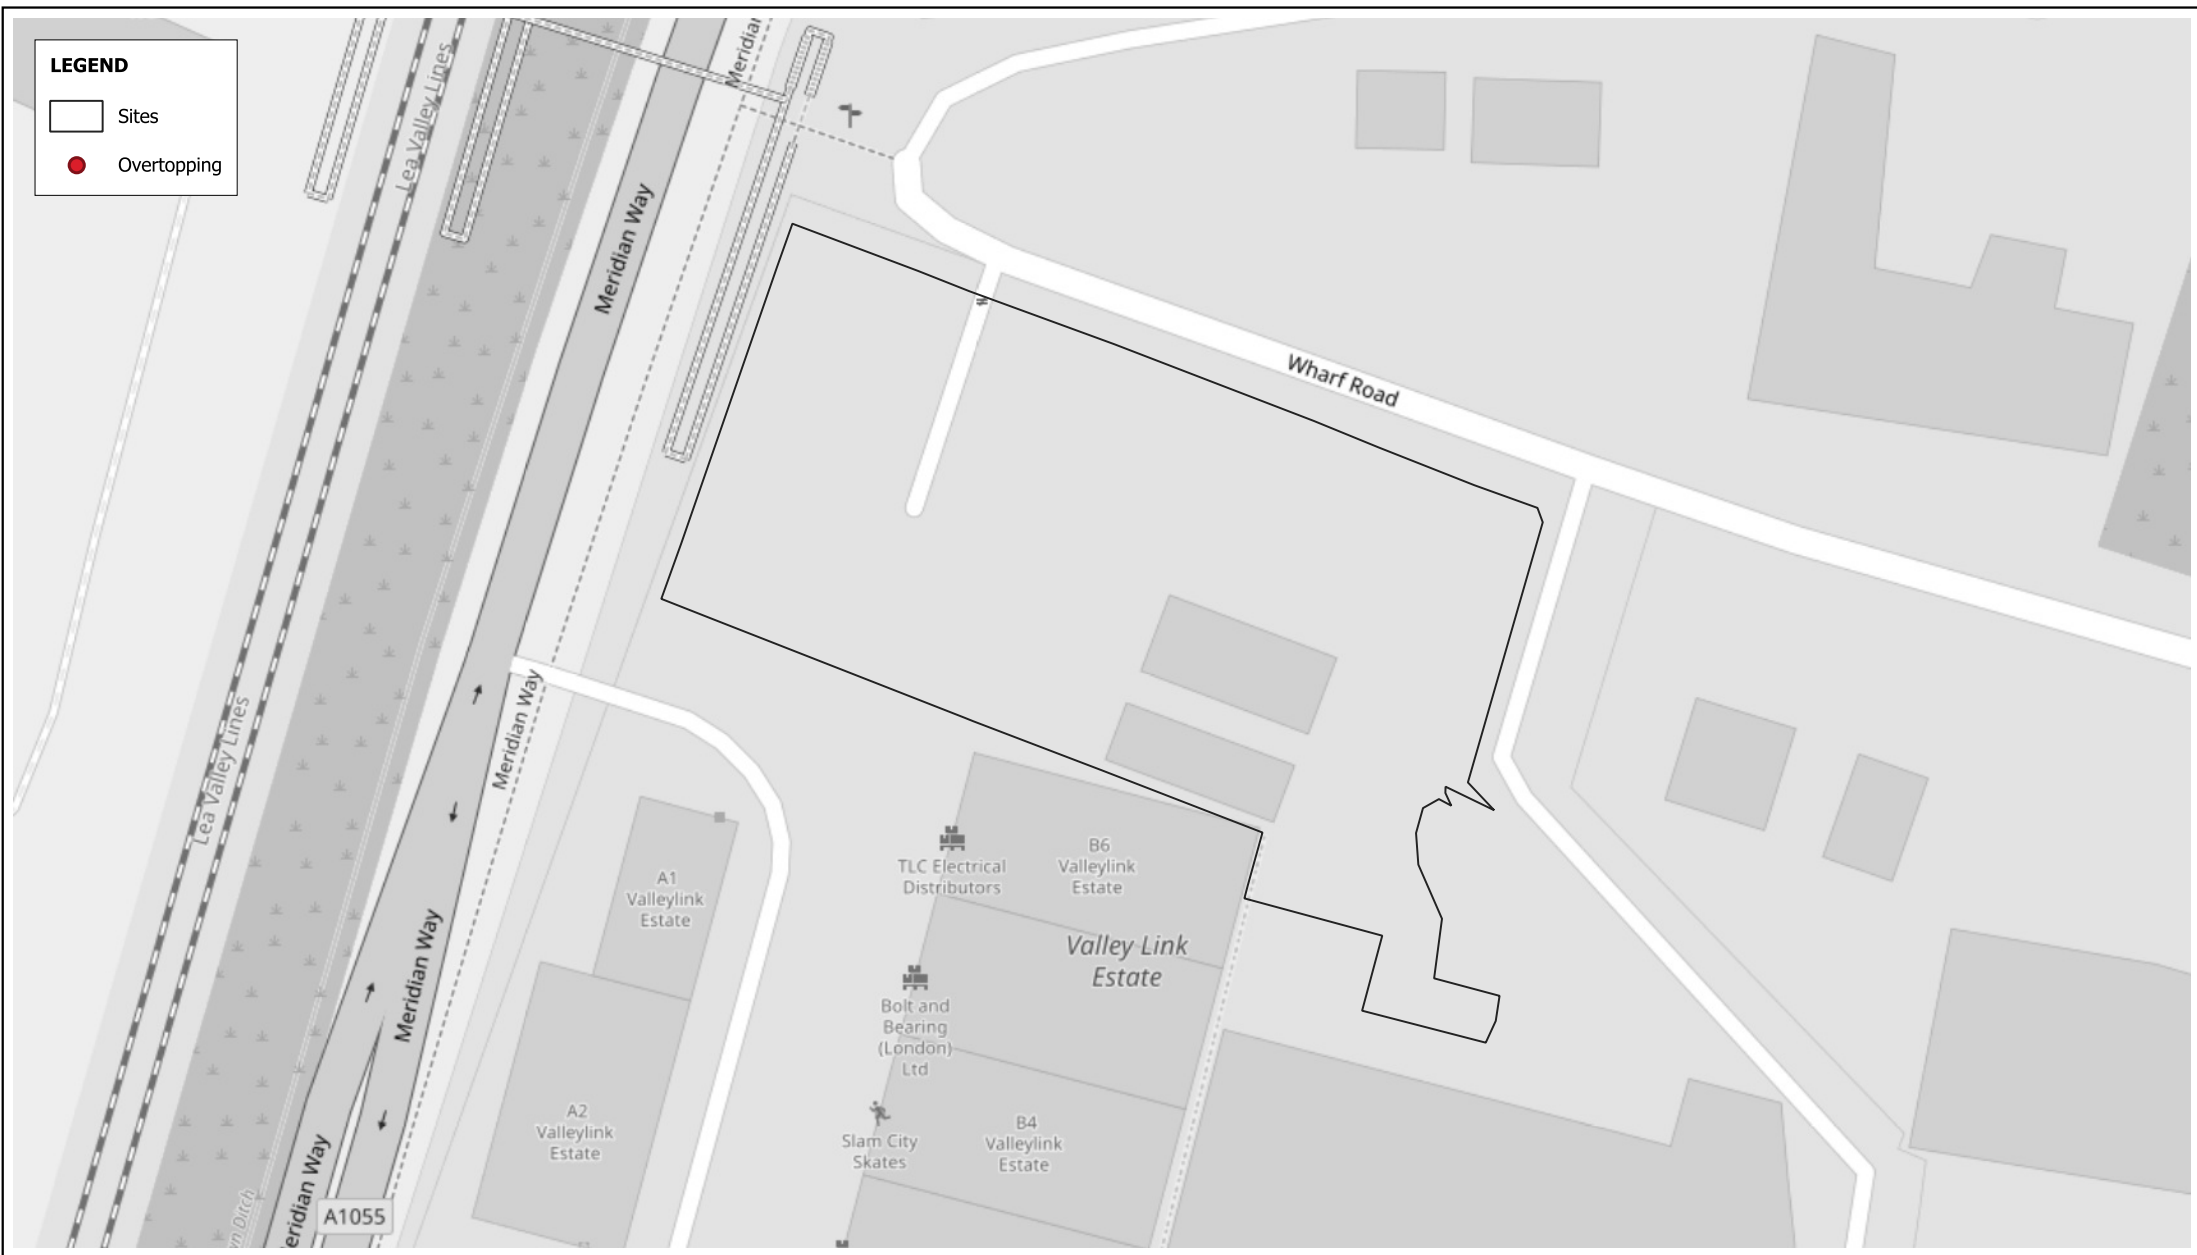 LEGEND
Sites
Overtopping
Lea Valley Lines
Meridian
Meridian Way
Wharf Road
Meridian Way
Lea Valley Lines
TLC Electrical
Distributors
B6
Valleylink
Estate
A1
Valleylink
Estate
Meridian Way
Valley Link
Estate
Bolt and
Bearing
(London)
Ltd
A2
Valleylink
Estate
Slam City
Skates
B4
Valleylink
Estate
eridian Way
A1055
Ditch